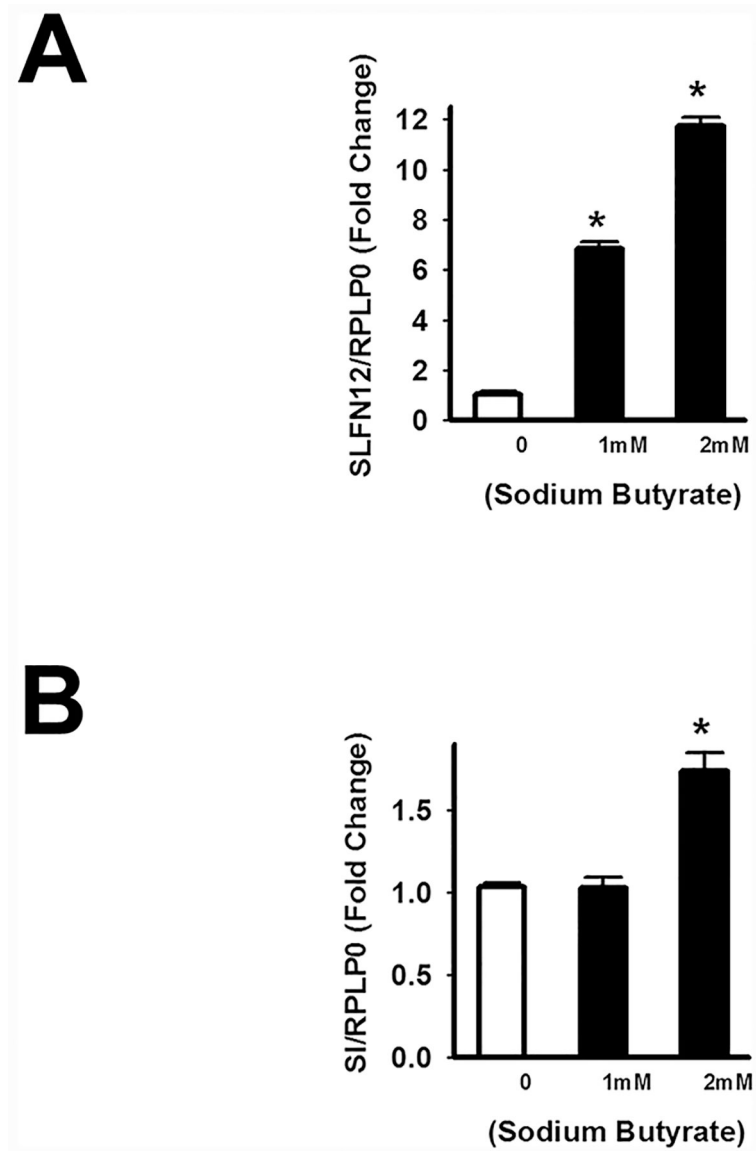 A
SLFN12/RPLP0 (Fold Change)
12
10
8
6
4
2
0
*
*
0 1mM 2mM
(Sodium Butyrate)
B
SI/RPLP0 (Fold Change)
1.5
1.0
0.5
0.0
*
0 1mM 2mM
(Sodium Butyrate)